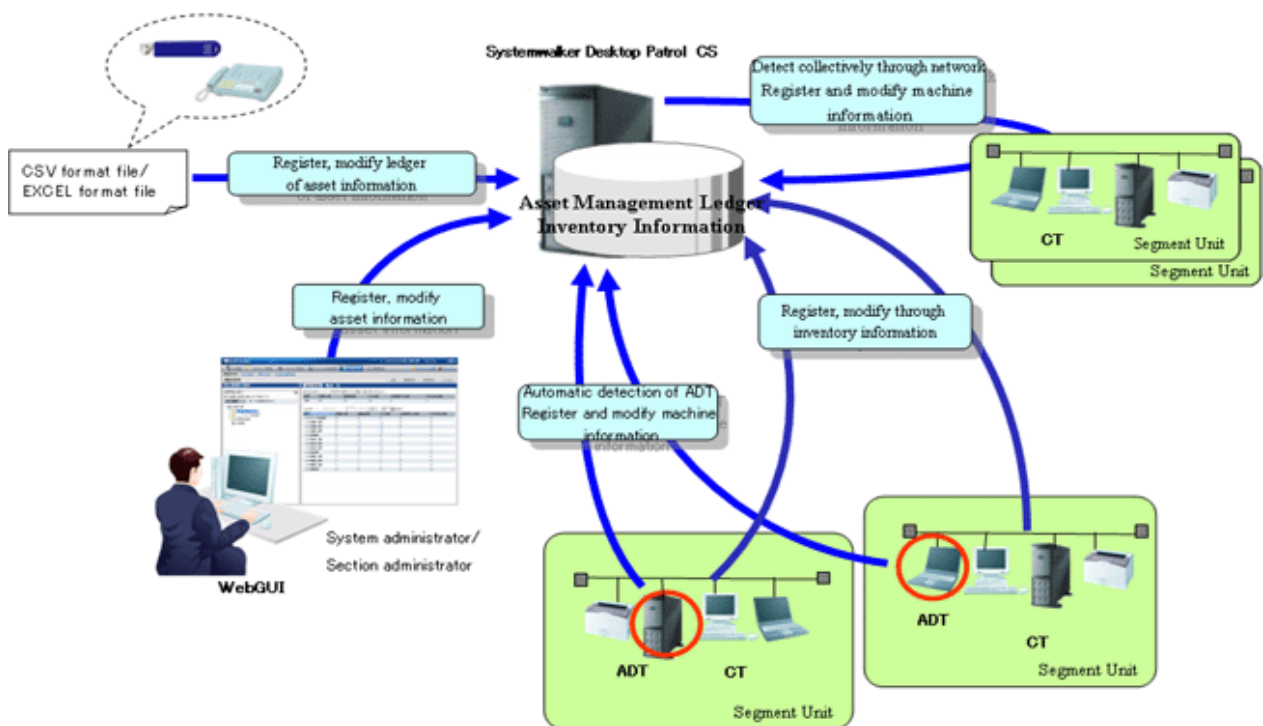 Systemwalker Desktop Patrol CS
Detect collectively through network
Register and modify machine
information
CSV format file/
EXCEL format file
Register, modify ledger
of asset information
Asset Management Ledger
Inventory Information
CT
Segment Unit
Segment Unit
Register, modify
asset information
Register, modify through
inventory information
Automatic detection of ADT
Register and modify machine
information
System administrator/
Section administrator
WebGUI
ADT
CT
Segment Unit
ADT
CT
Segment Unit